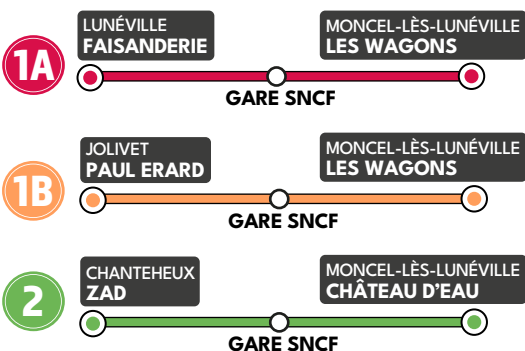 LUNÉVILLE
FAISANDERIE
MONCEL-LÈS-LUNÉVILLE
LES WAGONS
1A
GARE SNCF
JOLIVET
PAUL ERARD
MONCEL-LÈS-LUNÉVILLE
LES WAGONS
1B
GARE SNCF
CHANTEHEUX
ZAD
MONCEL-LÈS-LUNÉVILLE
CHÂTEAU D'EAU
2
GARE SNCF